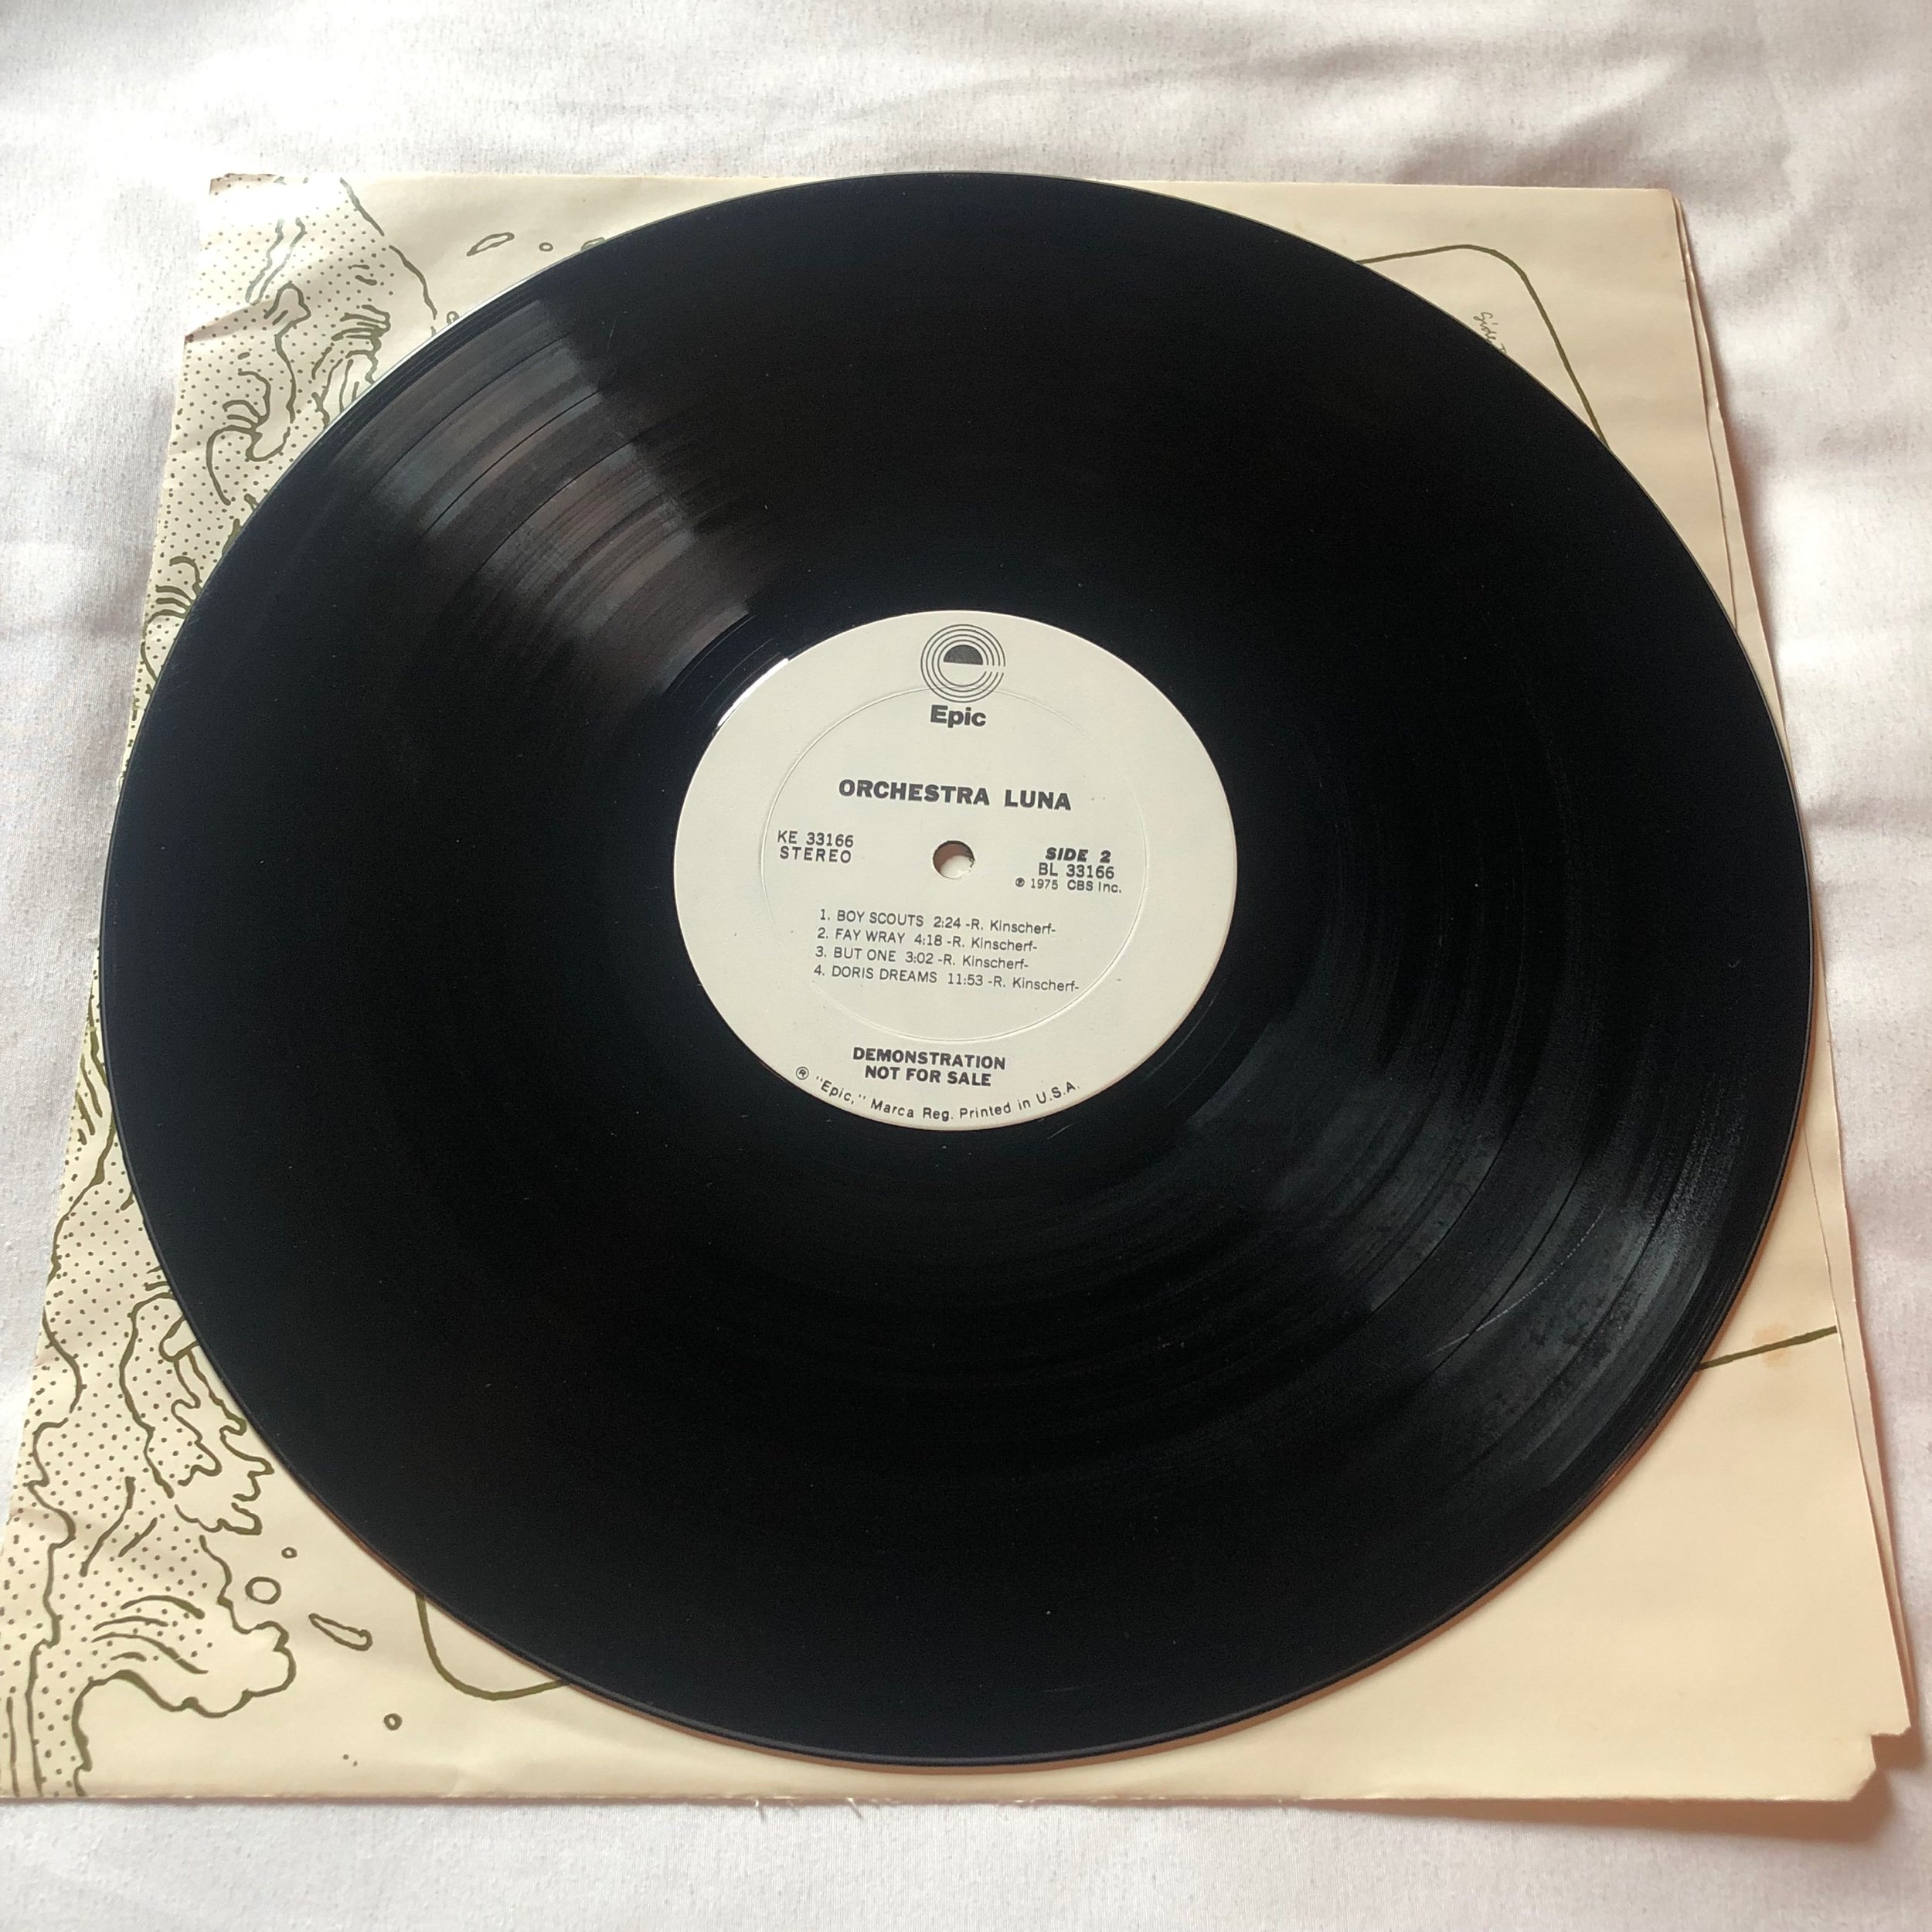 Epic
ORCHESTRA LUNA
KE 33166
STEREO
SIDE 2
BL 33166
℗ 1975 CBS Inc.
1. BOY SCOUTS 2:24 -R. Kinscherf-
2. FAY WRAY 4:18 -R. Kinscherf-
3. BUT ONE 3:02 -R. Kinscherf-
4. DORIS DREAMS 11:53 -R. Kinscherf-
DEMONSTRATION
NOT FOR SALE
® "Epic," Marca Reg. Printed in U.S.A.